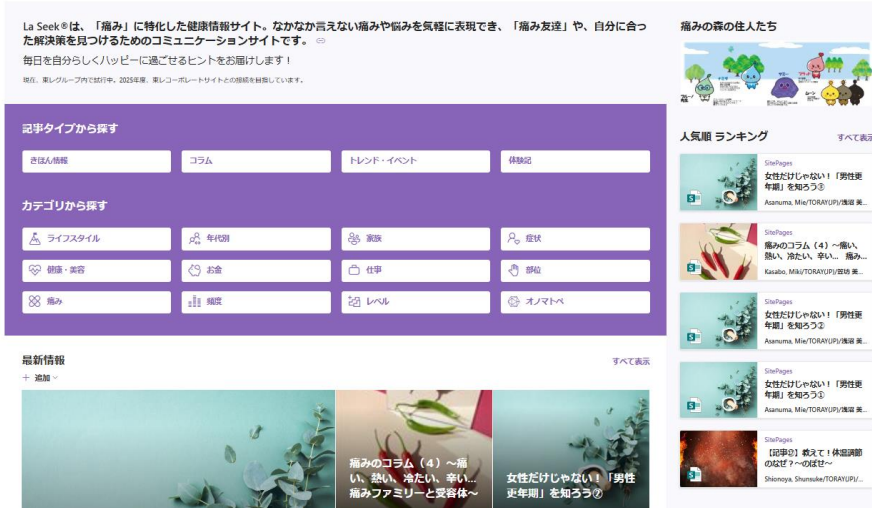 La Seek®は、「痛み」に特化した健康情報サイト。なかなか言えない痛みや悩みを気軽に表現でき、「痛み友達」や、自分に合っ
た解決策を見つけるためのコミュニケーションサイトです。
毎日を自分らしくハッピーに過ごせるヒントをお届けします！
現在、東レグループ内で試行中。2025年度、東レコーポレートサイトとの接続を目指しています。
記事タイプから探す
きほん情報
コラム
トレンド・イベント
体験記
カテゴリから探す
ライフスタイル
年代別
家族
症状
健康・美容
お金
仕事
部位
痛み
頻度
レベル
オノマトペ
最新情報
すべて表示
＋ 追加
痛みのコラム（4）～痛
い、熱い、冷たい、辛い...
痛みファミリーと受容体～
女性だけじゃない！「男性
更年期」を知ろう②
痛みの森の住人たち
人気順 ランキング
すべて表示
SitePages
女性だけじゃない！「男性更
年期」を知ろう③
Asanuma, Mie/TORAY(JP)/浅沼 美...
SitePages
痛みのコラム（4）～痛い、
熱い、冷たい、辛い... 痛み...
Kasabo, Miki/TORAY(JP)/笠坊 美...
SitePages
女性だけじゃない！「男性更
年期」を知ろう②
Asanuma, Mie/TORAY(JP)/浅沼 美...
SitePages
女性だけじゃない！「男性更
年期」を知ろう①
Asanuma, Mie/TORAY(JP)/浅沼 美...
SitePages
教えて！体温調節
のなぜ？～のぼせ～
Shionoya, Shunsuke/TORAY(JP)/...